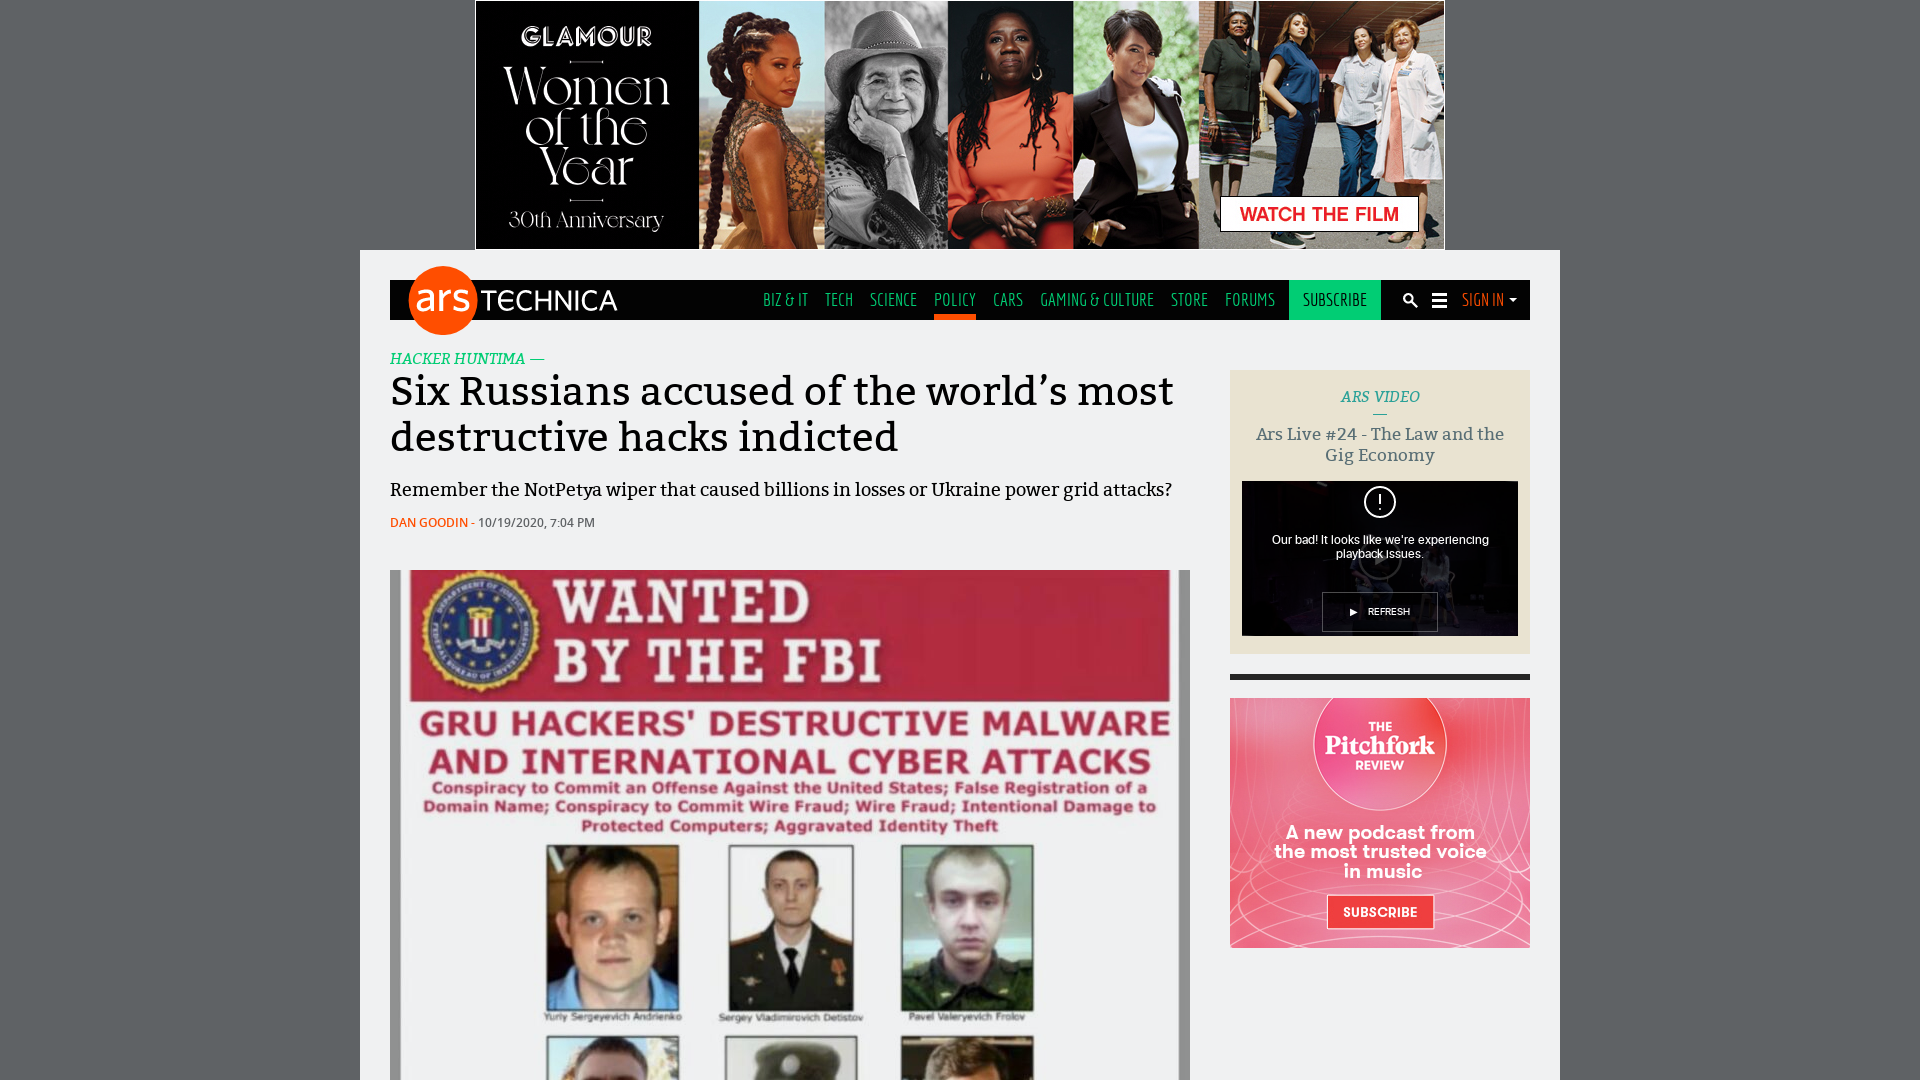 GLAMOUR
Women
of the
Year
30th Anniversary
WATCH THE FILM
ars TECHNICA
BIZ & IT TECH SCIENCE POLICY CARS GAMING & CULTURE STORE FORUMS SUBSCRIBE SIGN IN
HACKER HUNTIMA —
Six Russians accused of the world’s most
destructive hacks indicted
Remember the NotPetya wiper that caused billions in losses or Ukraine power grid attacks?
DAN GOODIN - 10/19/2020, 7:04 PM
WANTED
BY THE FBI
DEPARTMENT OF JUSTICE
FEDERAL BUREAU OF INVESTIGATION
GRU HACKERS' DESTRUCTIVE MALWARE
AND INTERNATIONAL CYBER ATTACKS
Conspiracy to Commit an Offense Against the United States; False Registration of a
Domain Name; Conspiracy to Commit Wire Fraud; Wire Fraud; Intentional Damage to
Protected Computers; Aggravated Identity Theft
Yuriy Sergeyevich Andrienko
Sergey Vladimirovich Detistov
Pavel Valeryevich Frolov
ARS VIDEO
—
Ars Live #24 - The Law and the
Gig Economy
Our bad! It looks like we're experiencing
playback issues.
REFRESH
THE
Pitchfork
REVIEW
A new podcast from
the most trusted voice
in music
SUBSCRIBE